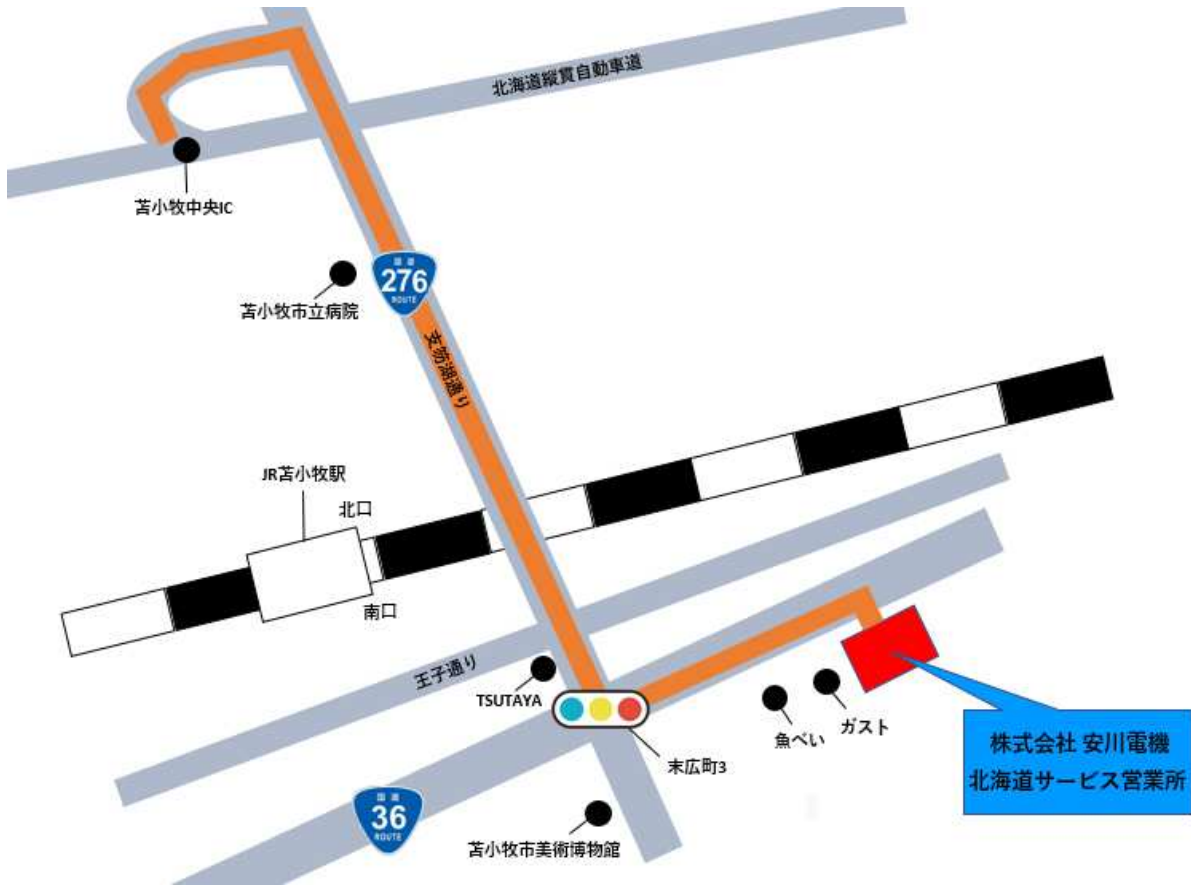 北海道縦貫自動車道
苫小牧中央IC
国道
276
ROUTE
苫小牧市立病院
支笏湖通り
JR苫小牧駅
北口
南口
王子通り
TSUTAYA
魚べい
ガスト
末広町3
株式会社 安川電機
北海道サービス営業所
国道
36
ROUTE
苫小牧市美術博物館